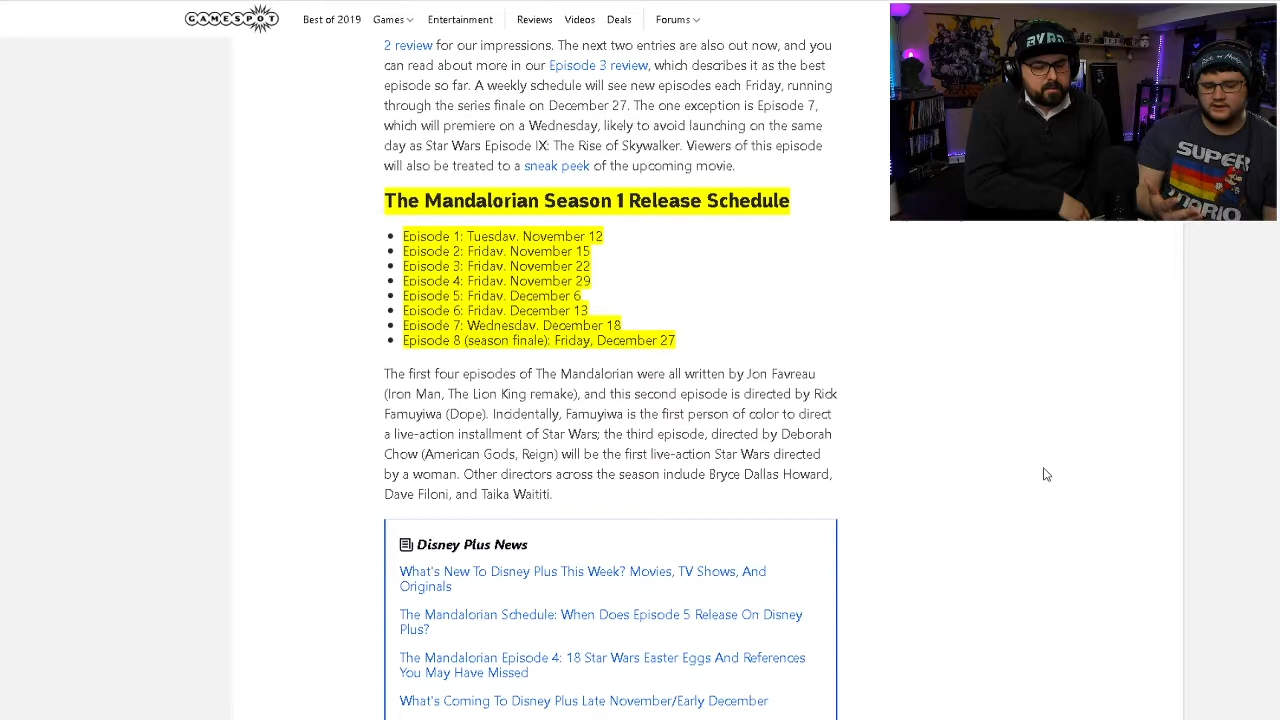 GAMESPOT
Best of 2019 Games Entertainment Reviews Videos Deals Forums
2 review for our impressions. The next two entries are also out now, and you
can read about more in our Episode 3 review, which describes it as the best
episode so far. A weekly schedule will see new episodes each Friday, running
through the series finale on December 27. The one exception is Episode 7,
which will premiere on a Wednesday, likely to avoid launching on the same
day as Star Wars Episode IX: The Rise of Skywalker. Viewers of this episode
will also be treated to a sneak peek of the upcoming movie.
The Mandalorian Season 1 Release Schedule
Episode 1: Tuesday, November 12
Episode 2: Friday, November 15
Episode 3: Friday, November 22
Episode 4: Friday, November 29
Episode 5: Friday, December 6
Episode 6: Friday, December 13
Episode 7: Wednesday, December 18
Episode 8 (season finale): Friday, December 27
The first four episodes of The Mandalorian were all written by Jon Favreau
(Iron Man, The Lion King remake), and this second episode is directed by Rick
Famuyiwa (Dope). Incidentally, Famuyiwa is the first person of color to direct
a live-action installment of Star Wars; the third episode, directed by Deborah
Chow (American Gods, Reign) will be the first live-action Star Wars directed
by a woman. Other directors across the season include Bryce Dallas Howard,
Dave Filoni, and Taika Waititi.
Disney Plus News
What's New To Disney Plus This Week? Movies, TV Shows, And
Originals
The Mandalorian Schedule: When Does Episode 5 Release On Disney
Plus?
The Mandalorian Episode 4: 18 Star Wars Easter Eggs And References
You May Have Missed
What's Coming To Disney Plus Late November/Early December
SUPER
MARIO